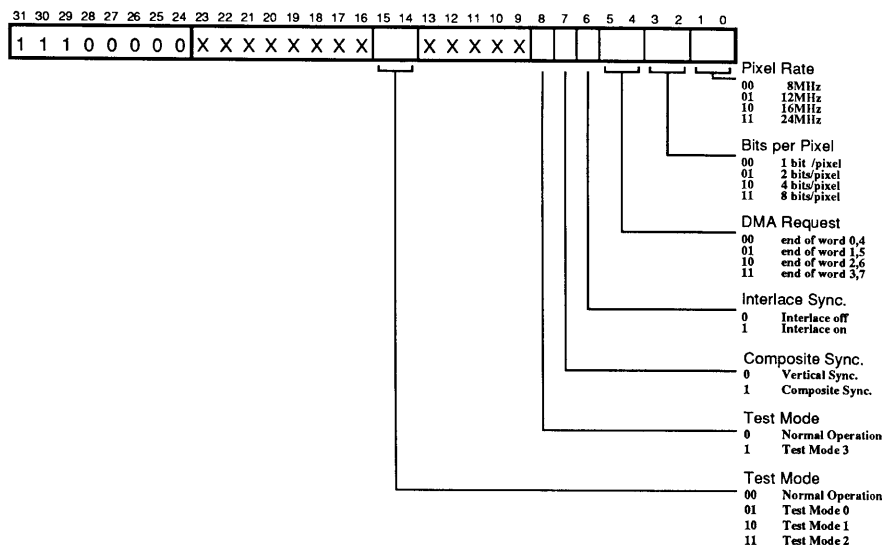 31 30 29 28 27 26 25 24 23 22 21 20 19 18 17 16 15 14 13 12 11 10 9 8 7 6 5 4 3 2 1 0
1 1 1 0 0 0 0 0 X X X X X X X X X X X X X
Pixel Rate
00 8MHz
01 12MHz
10 16MHz
11 24MHz
Bits per Pixel
00 1 bit /pixel
01 2 bits/pixel
10 4 bits/pixel
11 8 bits/pixel
DMA Request
00 end of word 0,4
01 end of word 1,5
10 end of word 2,6
11 end of word 3,7
Interlace Sync.
0 Interlace off
1 Interlace on
Composite Sync.
0 Vertical Sync.
1 Composite Sync.
Test Mode
0 Normal Operation
1 Test Mode 3
Test Mode
00 Normal Operation
01 Test Mode 0
10 Test Mode 1
11 Test Mode 2